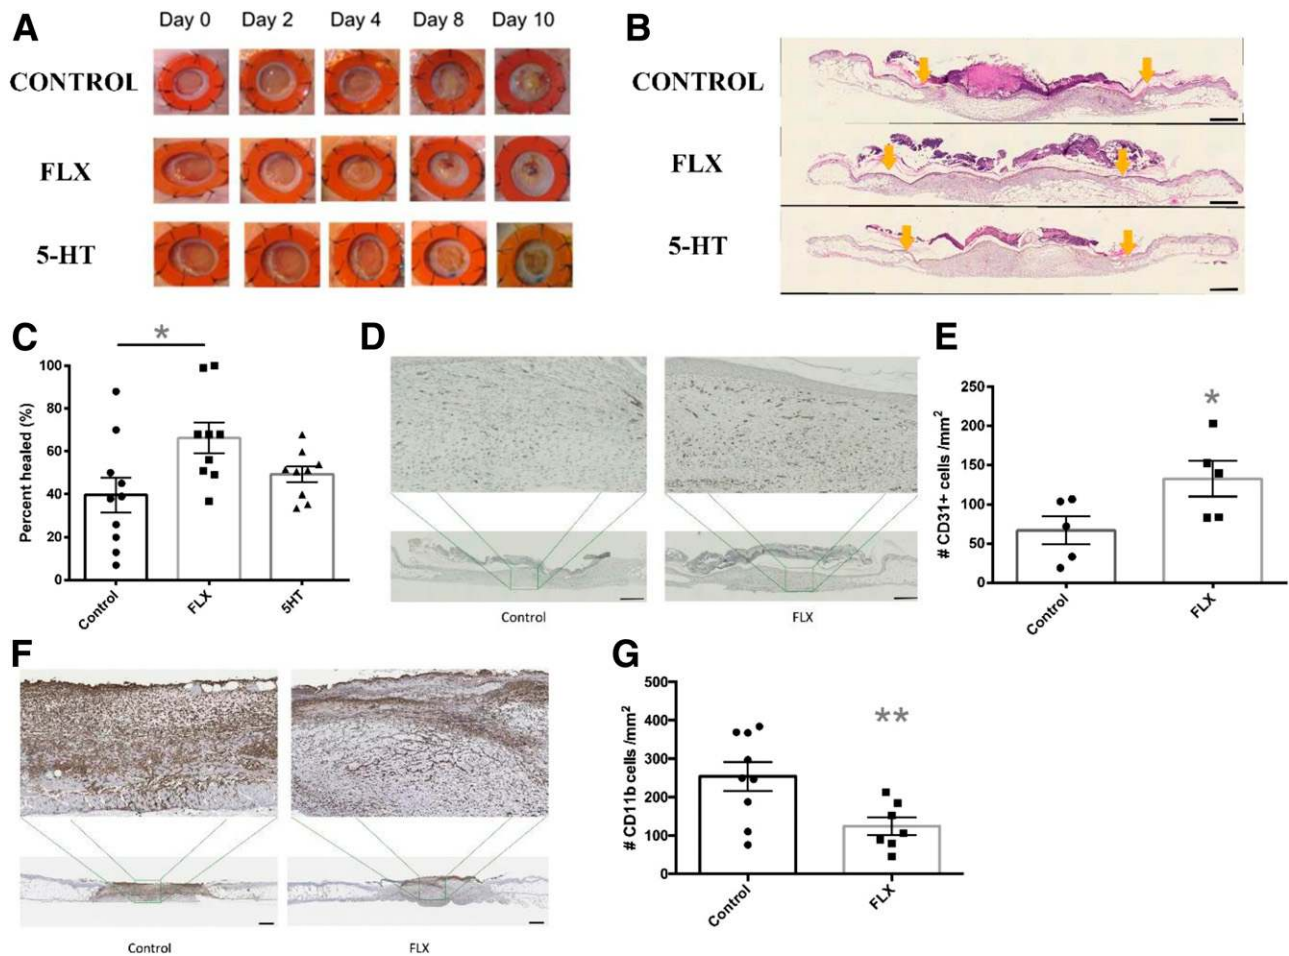 A
Day 0 Day 2 Day 4 Day 8 Day 10
CONTROL
FLX
5-HT
B
CONTROL
FLX
5-HT
C
*
Percent healed (%)
100
80
60
40
20
0
Control FLX 5HT
D
Control FLX
E
*
# CD31+ cells /mm2
250
200
150
100
50
0
Control FLX
F
Control FLX
G
**
# CD11b cells /mm2
500
400
300
200
100
0
Control FLX